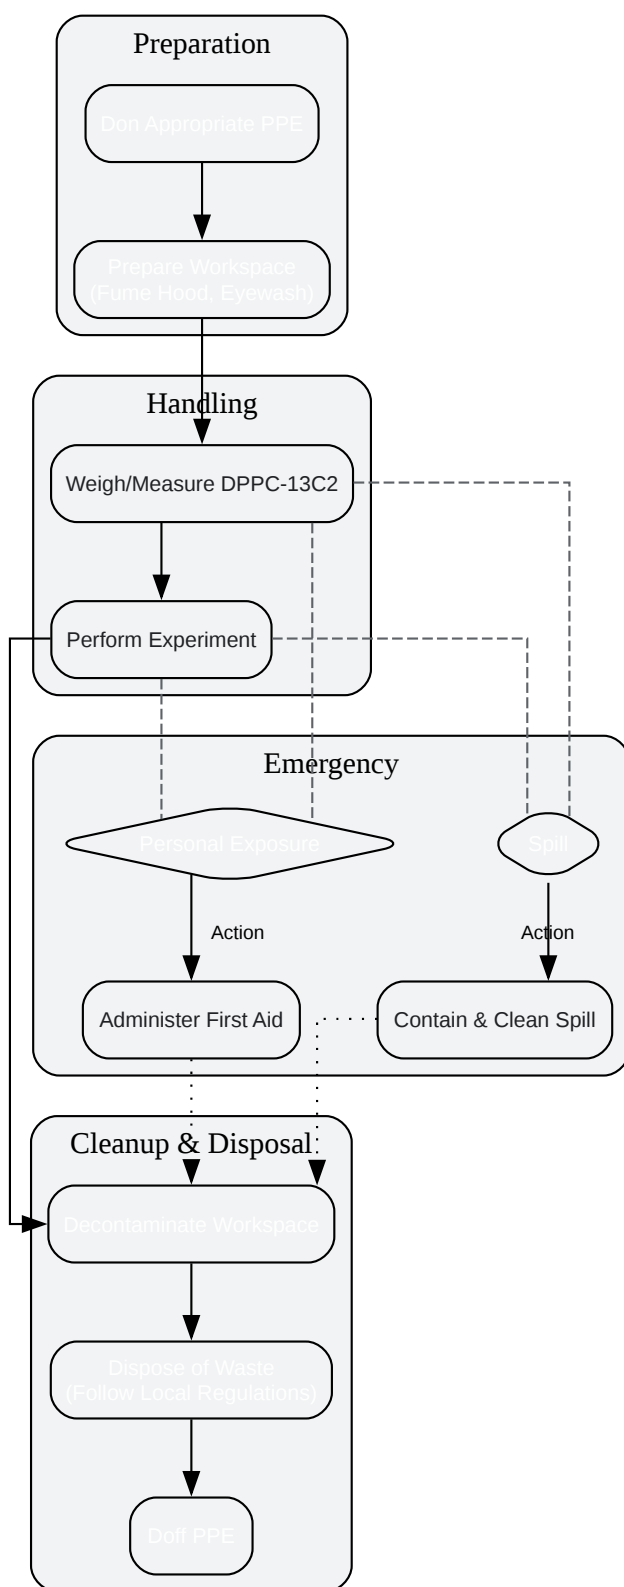 Preparation
Don Appropriate PPE
Prepare Workspace
(Fume Hood, Eyewash)
Handling
Weigh/Measure DPPC-13C2
Perform Experiment
Emergency
Personal Exposure
Spill
Action
Action
Administer First Aid
Contain & Clean Spill
Cleanup & Disposal
Decontaminate Workspace
Dispose of Waste
(Follow Local Regulations)
Doff PPE